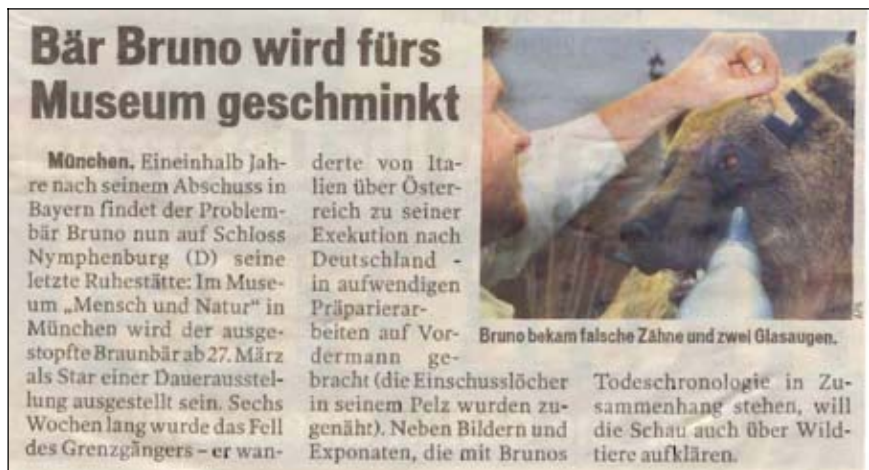 Bär Bruno wird fürs
Museum geschminkt
München. Eineinhalb Jah-
re nach seinem Abschuss in
Bayern findet der Problem-
bär Bruno nun auf Schloss
Nymphenburg (D) seine
letzte Ruhestätte: Im Muse-
um „Mensch und Natur“ in
München wird der ausge-
stopfte Braunbär ab 27. März
als Star einer Dauerausstel-
lung ausgestellt sein. Sechs
Wochen lang wurde das Fell
des Grenzgängers – er wan-
derte von Ita-
lien über Öster-
reich zu seiner
Exekution nach
Deutschland -
in aufwendigen
Präparierar-
beiten auf Vor-
dermann ge-
bracht (die Einschusslöcher
in seinem Pelz wurden zu-
genäht). Neben Bildern und
Exponaten, die mit Brunos
Bruno bekam falsche Zähne und zwei Glasaugen.
Todeschronologie in Zu-
sammenhang stehen, will
die Schau auch über Wild-
tiere aufklären.